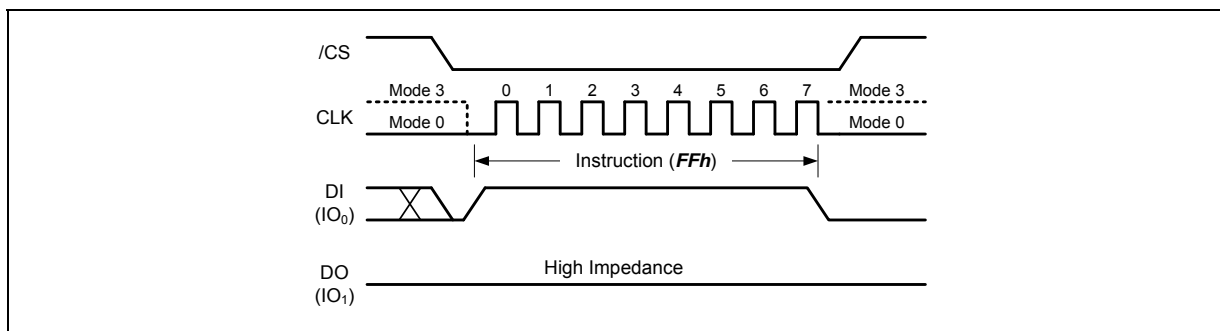 /CS
Mode 3 0 1 2 3 4 5 6 7 Mode 3
CLK
Mode 0 Mode 0
Instruction (FFh)
DI
(IO₀)
High Impedance
DO
(IO₁)